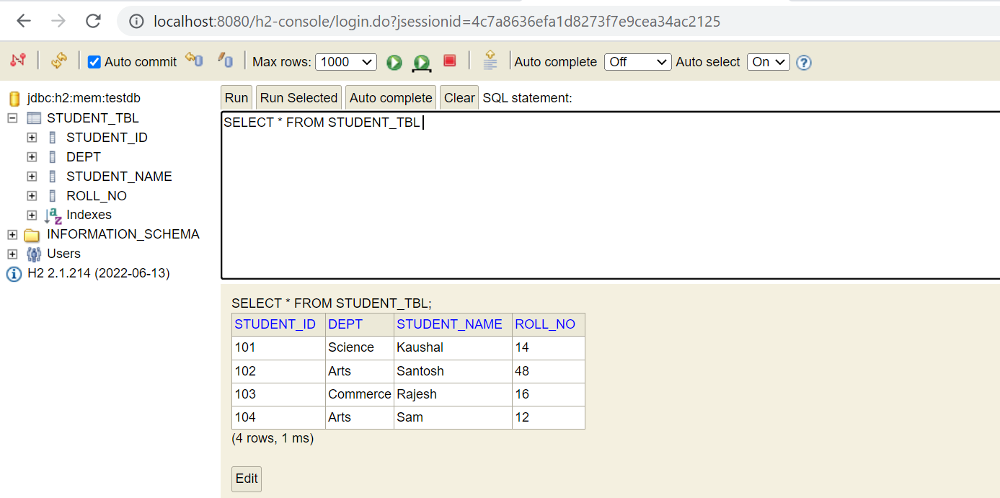 localhost:8080/h2-console/login.do?jsessionid=4c7a8636efa1d8273f7e9cea34ac2125
Auto commit Max rows: 1000 Auto complete Off Auto select On
jdbc:h2:mem:testdb
STUDENT_TBL
STUDENT_ID
DEPT
STUDENT_NAME
ROLL_NO
Indexes
INFORMATION_SCHEMA
Users
H2 2.1.214 (2022-06-13)
Run Run Selected Auto complete Clear SQL statement:
SELECT * FROM STUDENT_TBL
SELECT * FROM STUDENT_TBL;
STUDENT_ID DEPT STUDENT_NAME ROLL_NO
101 Science Kaushal 14
102 Arts Santosh 48
103 Commerce Rajesh 16
104 Arts Sam 12
(4 rows, 1 ms)
Edit